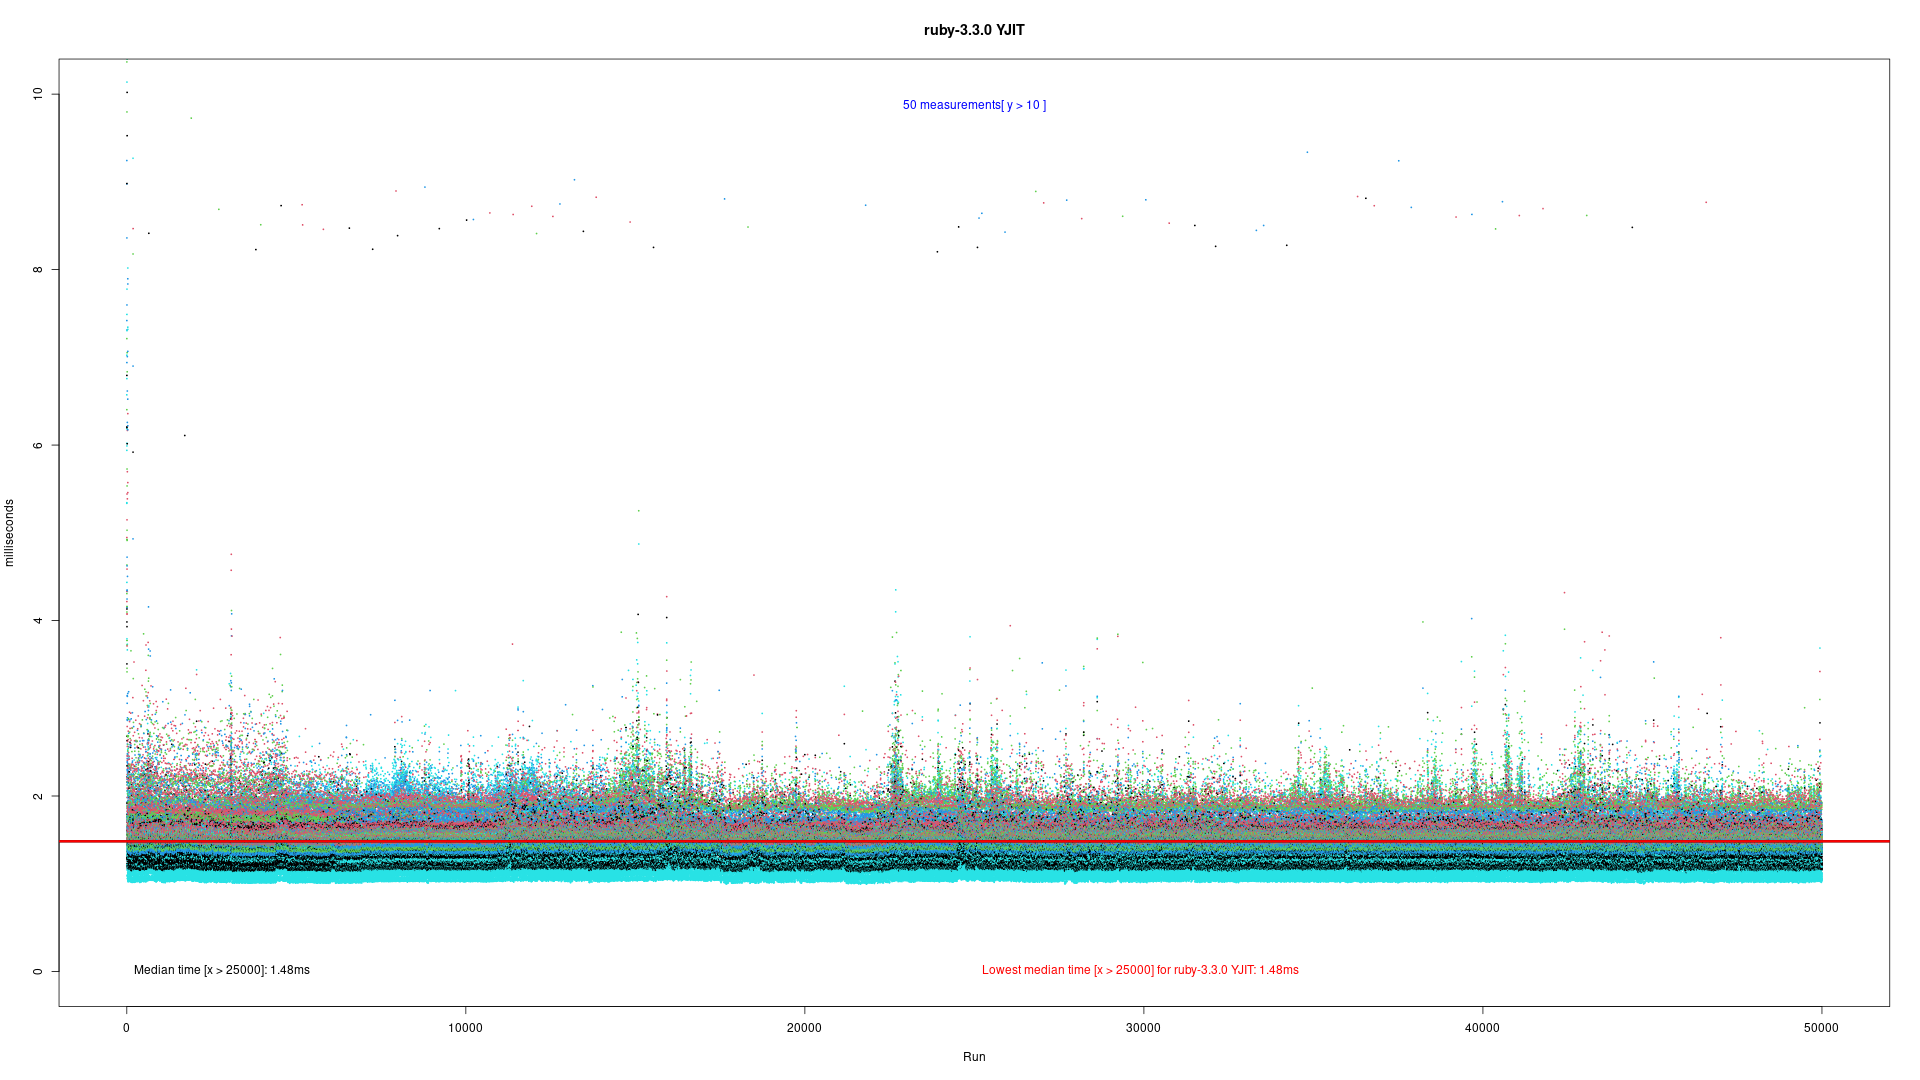 ruby-3.3.0 YJIT
50 measurements[ y > 10 ]
10
8
6
4
2
0
milliseconds
Median time [x > 25000]: 1.48ms
Lowest median time [x > 25000] for ruby-3.3.0 YJIT: 1.48ms
0 10000 20000 30000 40000 50000
Run